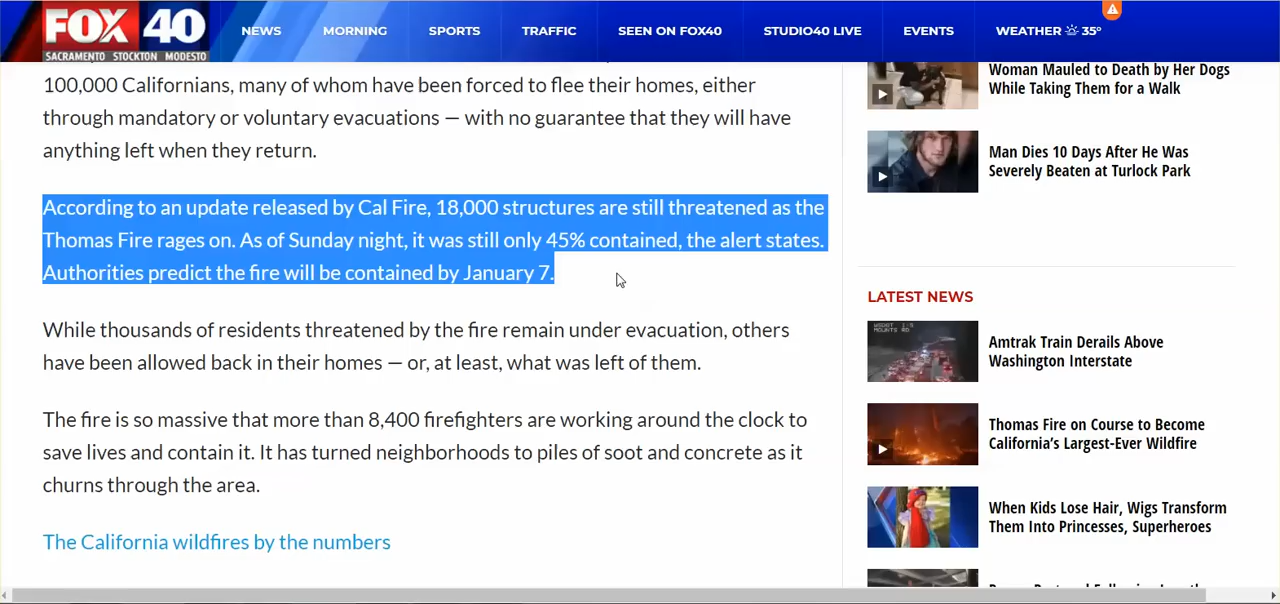 FOX 40
SACRAMENTO STOCKTON MODESTO
NEWS
MORNING
SPORTS
TRAFFIC
SEEN ON FOX40
STUDIO40 LIVE
EVENTS
WEATHER 35°
100,000 Californians, many of whom have been forced to flee their homes, either
through mandatory or voluntary evacuations — with no guarantee that they will have
anything left when they return.
According to an update released by Cal Fire, 18,000 structures are still threatened as the
Thomas Fire rages on. As of Sunday night, it was still only 45% contained, the alert states.
Authorities predict the fire will be contained by January 7.
While thousands of residents threatened by the fire remain under evacuation, others
have been allowed back in their homes — or, at least, what was left of them.
The fire is so massive that more than 8,400 firefighters are working around the clock to
save lives and contain it. It has turned neighborhoods to piles of soot and concrete as it
churns through the area.
The California wildfires by the numbers
Woman Mauled to Death by Her Dogs
While Taking Them for a Walk
Man Dies 10 Days After He Was
Severely Beaten at Turlock Park
LATEST NEWS
Amtrak Train Derails Above
Washington Interstate
Thomas Fire on Course to Become
California's Largest-Ever Wildfire
When Kids Lose Hair, Wigs Transform
Them Into Princesses, Superheroes